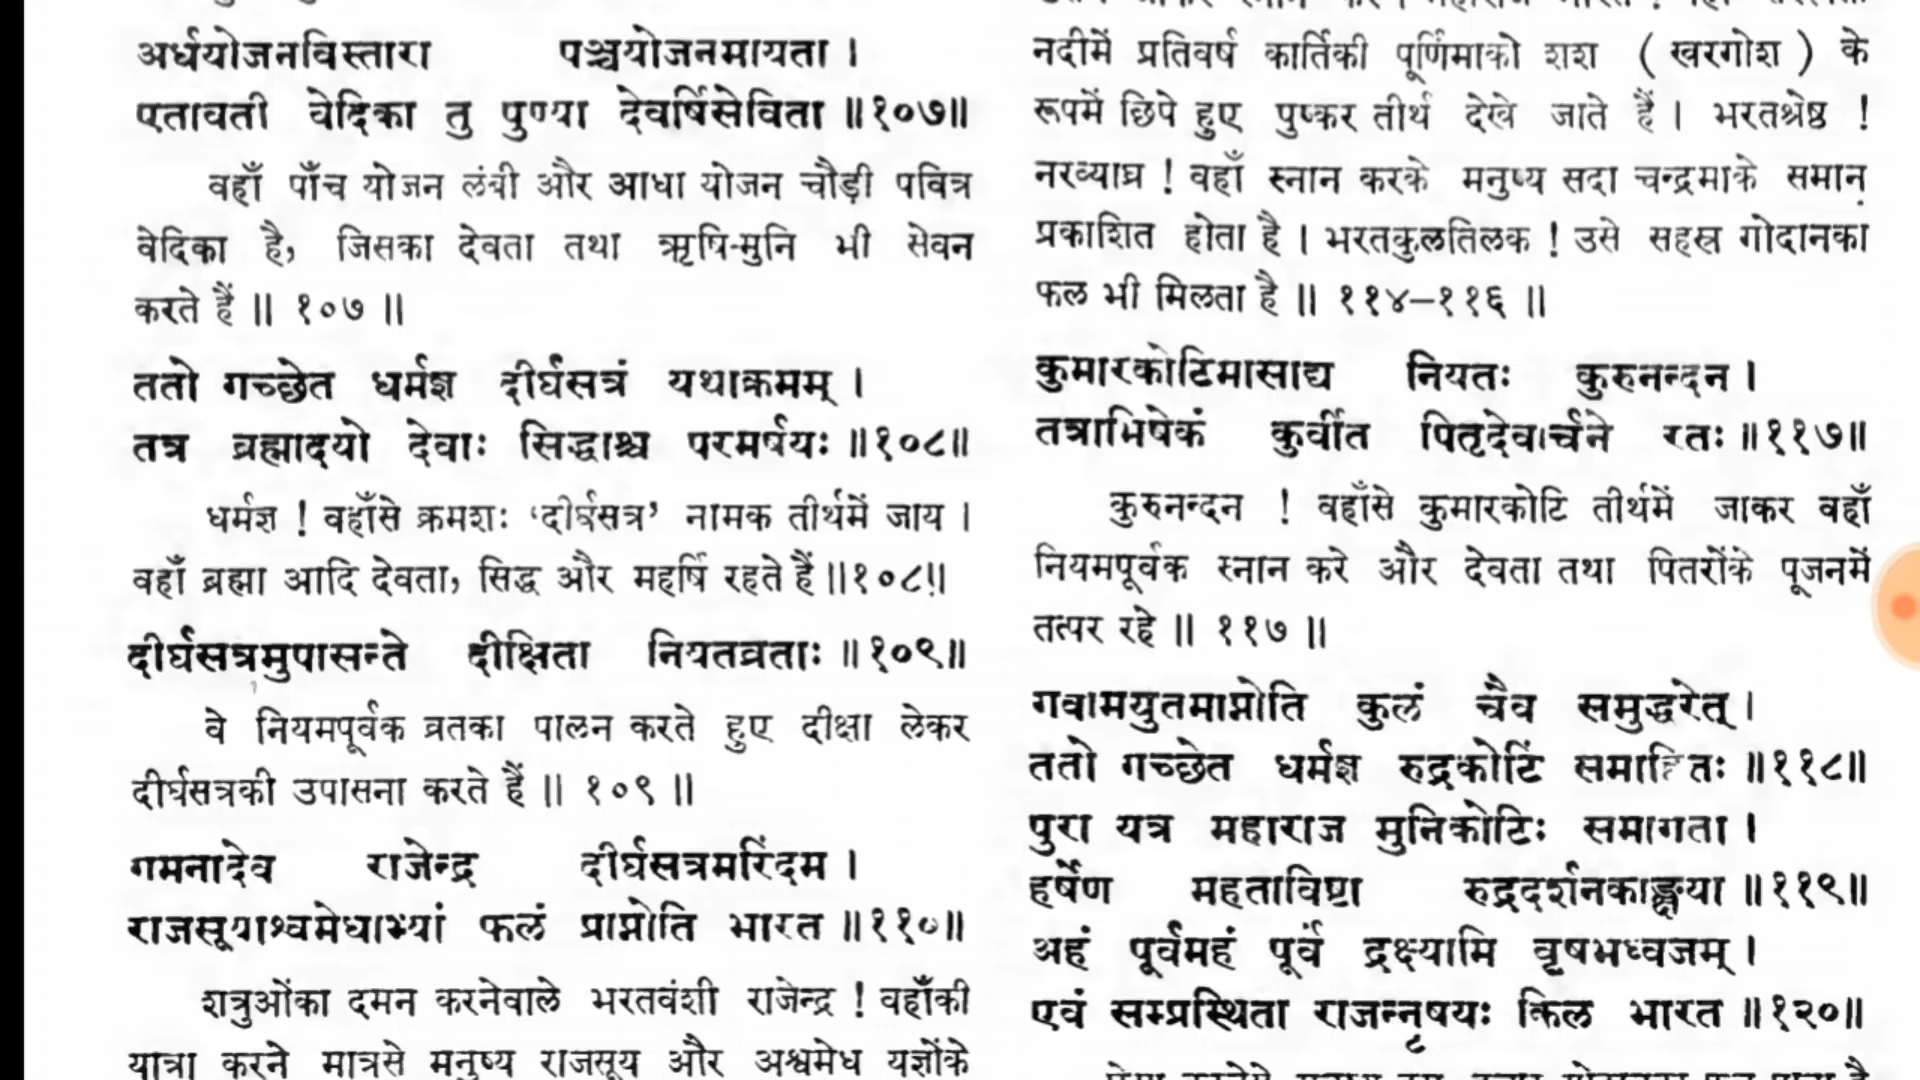 अर्धयोजनविस्तारा पञ्चयोजनमायता ।
एतावती वेदिका तु पुण्या देवर्षिसेविता ॥१०७॥
वहाँ पाँच योजन लंबी और आधा योजन चौड़ी पवित्र
वेदिका है, जिसका देवता तथा ऋषि-मुनि भी सेवन
करते हैं ॥ १०७ ॥
ततो गच्छेत धर्मज्ञ दीर्घसत्रं यथाक्रमम् ।
तत्र ब्रह्मादयो देवाः सिद्धाश्च परमर्षयः ॥१०८॥
धर्मज्ञ ! वहाँसे क्रमशः ‘दीर्घसत्र’ नामक तीर्थमें जाय ।
वहाँ ब्रह्मा आदि देवता, सिद्ध और महर्षि रहते हैं ॥१०८॥
दीर्घसत्रमुपासन्ते दीक्षिता नियतव्रताः ॥१०९॥
वे नियमपूर्वक व्रतका पालन करते हुए दीक्षा लेकर
दीर्घसत्रकी उपासना करते हैं ॥ १०९ ॥
गमनादेव राजेन्द्र दीर्घसत्रमरिंदम ।
राजसूयाश्वमेधाभ्यां फलं प्राप्नोति भारत ॥११०॥
शत्रुओंका दमन करनेवाले भरतवंशी राजेन्द्र ! वहाँकी
यात्रा करने मात्रसे मनुष्य राजसूय और अश्वमेध यज्ञोंके
नदीमें प्रतिवर्ष कार्तिकी पूर्णिमाको शश ( खरगोश ) के
रूपमें छिपे हुए पुष्कर तीर्थ देखे जाते हैं । भरतश्रेष्ठ !
नरव्याघ्र ! वहाँ स्नान करके मनुष्य सदा चन्द्रमाके समान
प्रकाशित होता है । भरतकुलतिलक ! उसे सहस्र गोदानका
फल भी मिलता है ॥ ११४–११६ ॥
कुमारकोटिमासाद्य नियतः कुरुनन्दन ।
तत्राभिषेकं कुर्वीत पितृदेवार्चने रतः ॥११७॥
कुरुनन्दन ! वहाँसे कुमारकोटि तीर्थमें जाकर वहाँ
नियमपूर्वक स्नान करे और देवता तथा पितरोंके पूजनमें
तत्पर रहे ॥ ११७ ॥
गवामयुतमाप्नोति कुलं चैव समुद्धरेत् ।
ततो गच्छेत धर्मज्ञ रुद्रकोटिं समाहितः ॥११८॥
पुरा यत्र महाराज मुनिकोटिः समागता ।
हर्षेण महताविष्टा रुद्रदर्शनकाङ्क्षया ॥११९॥
अहं पूर्वमहं पूर्वं द्रक्ष्यामि वृषभध्वजम् ।
एवं सम्प्रस्थिता राजन्नृषयः किल भारत ॥१२०॥